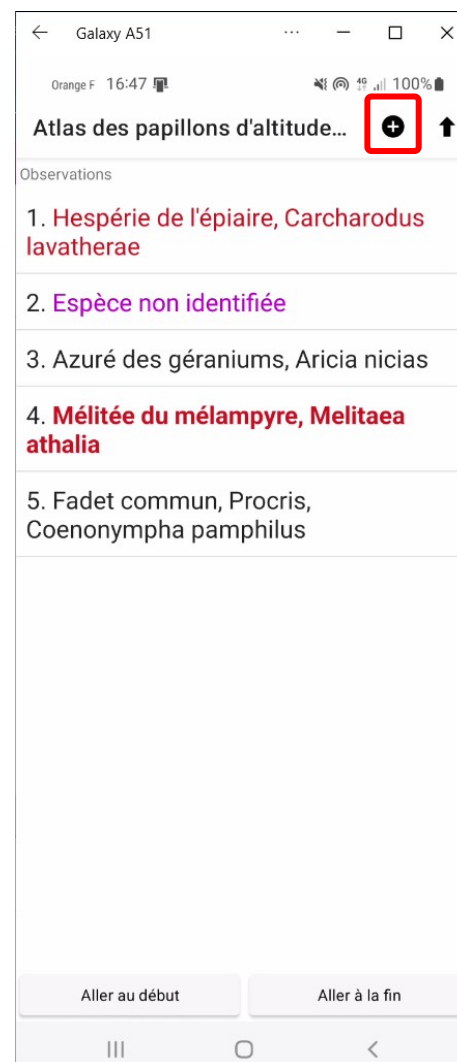 Galaxy A51
Orange F 16:47 4G 100%
Atlas des papillons d'altitude...
Observations
1. Hespérie de l'épiaire, Carcharodus
lavatherae
2. Espèce non identifiée
3. Azuré des géraniums, Aricia nicias
4. Mélitée du mélampyre, Melitaea
athalia
5. Fadet commun, Procris,
Coenonympha pamphilus
Aller au début Aller à la fin